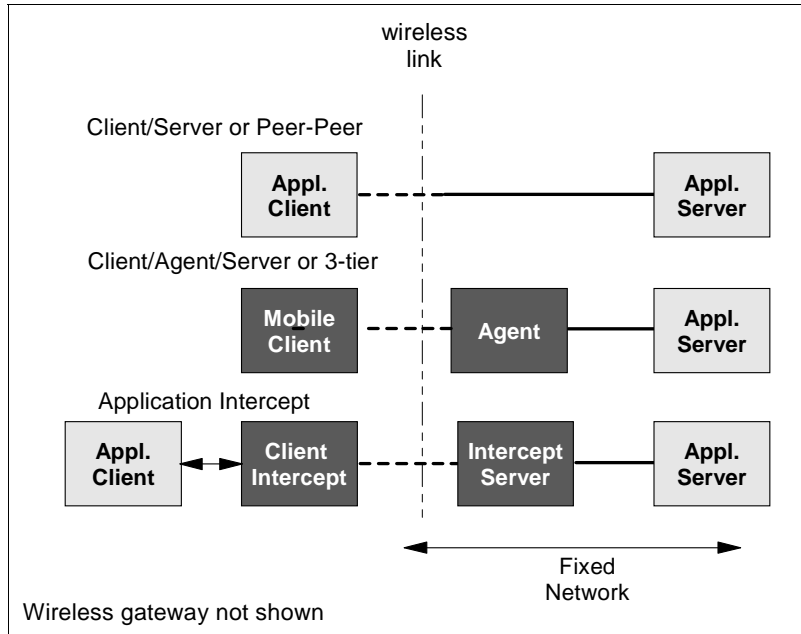 wireless
link
Client/Server or Peer-Peer
Appl.
Client
Appl.
Server
Client/Agent/Server or 3-tier
Mobile
Client
Agent
Appl.
Server
Application Intercept
Appl.
Client
Client
Intercept
Intercept
Server
Appl.
Server
Fixed
Network
Wireless gateway not shown